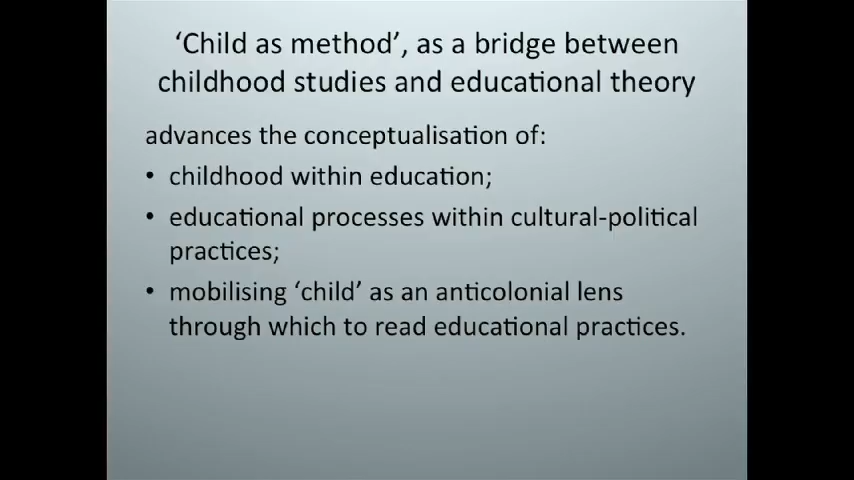 ‘Child as method’, as a bridge between
childhood studies and educational theory
advances the conceptualisation of:
• childhood within education;
• educational processes within cultural-political
practices;
• mobilising ‘child’ as an anticolonial lens
through which to read educational practices.